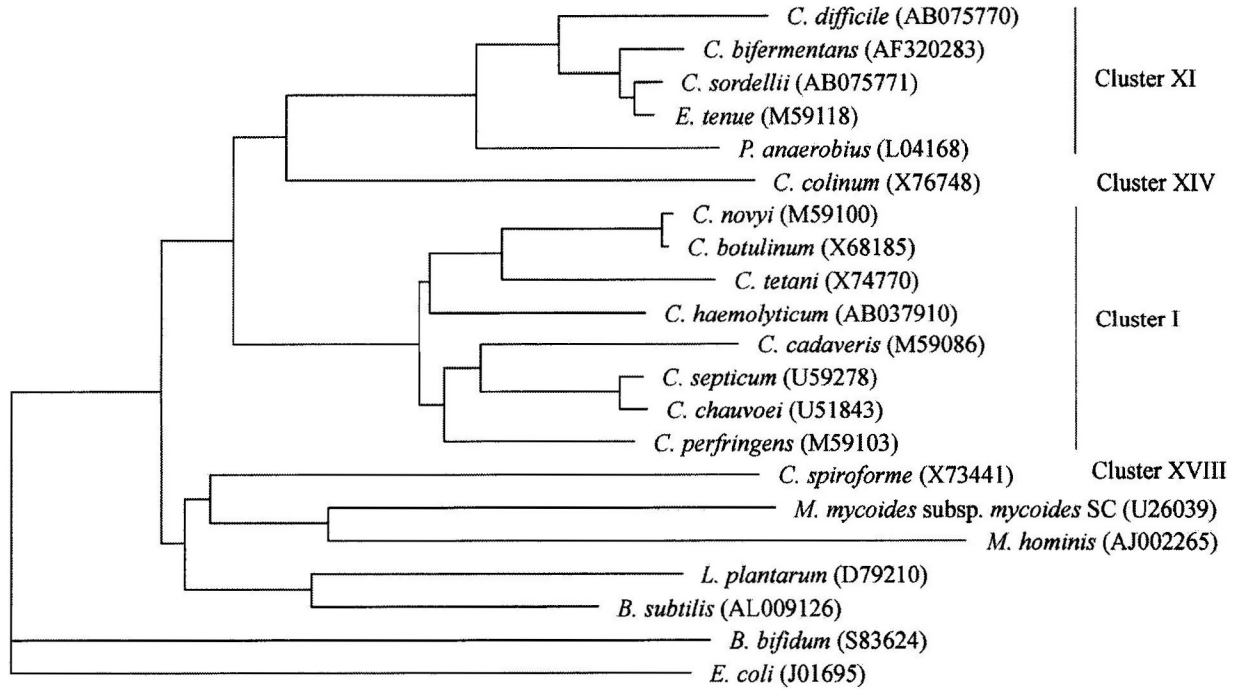 C. difficile (AB075770)
C. bifermentans (AF320283)
Cluster XI
C. sordellii (AB075771)
E. tenue (M59118)
P. anaerobius (L04168)
C. colinum (X76748) Cluster XIV
C. novyi (M59100)
C. botulinum (X68185)
C. tetani (X74770)
C. haemolyticum (AB037910)
Cluster I
C. cadaveris (M59086)
C. septicum (U59278)
C. chauvoei (U51843)
C. perfringens (M59103)
C. spiroforme (X73441) Cluster XVIII
M. mycoides subsp. mycoides SC (U26039)
M. hominis (AJ002265)
L. plantarum (D79210)
B. subtilis (AL009126)
B. bifidum (S83624)
E. coli (J01695)